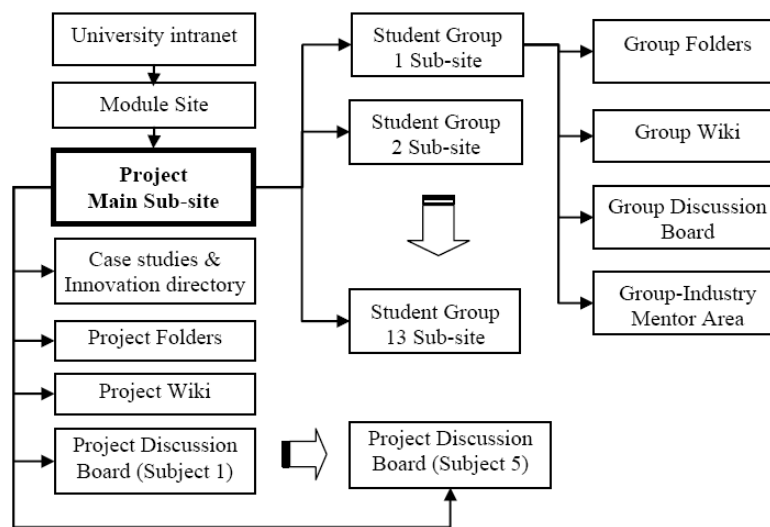 University intranet
Module Site
Project
Main Sub-site
Case studies &
Innovation directory
Project Folders
Project Wiki
Project Discussion
Board (Subject 1)
Student Group
1 Sub-site
Student Group
2 Sub-site
Student Group
13 Sub-site
Project Discussion
Board (Subject 5)
Group Folders
Group Wiki
Group Discussion
Board
Group-Industry
Mentor Area